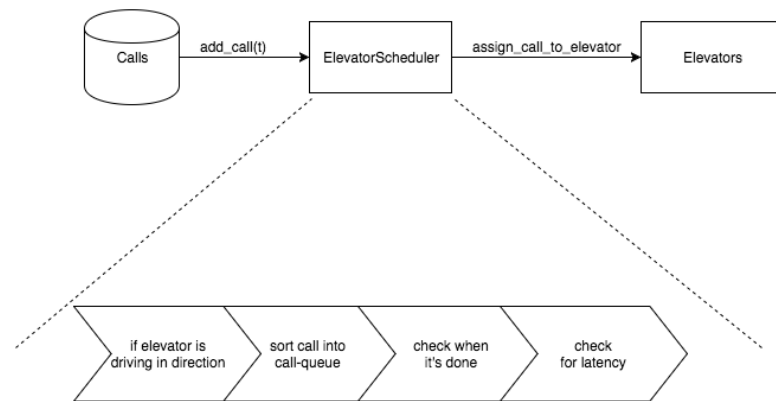 Calls
add_call(t)
ElevatorScheduler
assign_call_to_elevator
Elevators
if elevator is
driving in direction
sort call into
call-queue
check when
it's done
check
for latency